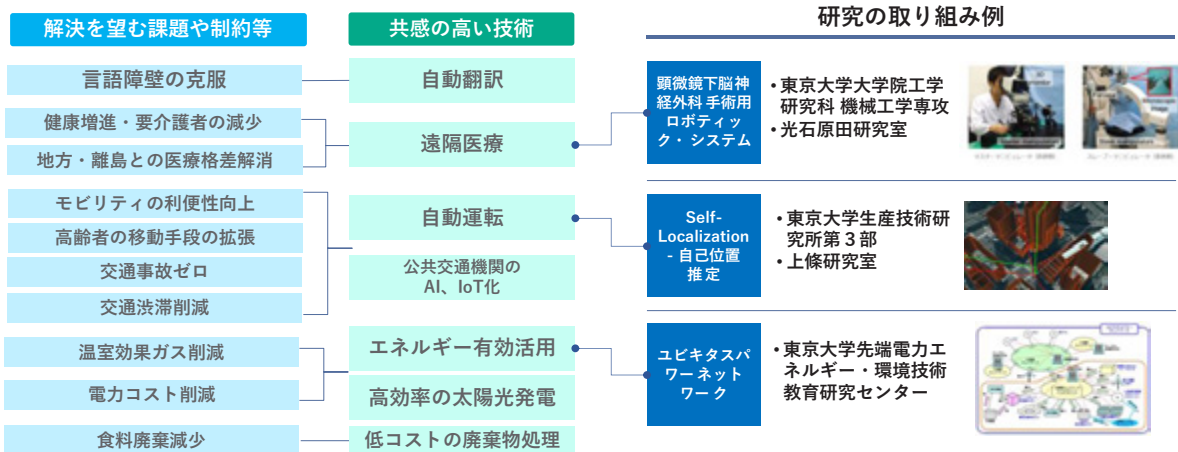 解決を望む課題や制約等
共感の高い技術
研究の取り組み例
言語障壁の克服
健康増進・要介護者の減少
地方・離島との医療格差解消
モビリティの利便性向上
高齢者の移動手段の拡張
交通事故ゼロ
交通渋滞削減
温室効果ガス削減
電力コスト削減
食料廃棄減少
自動翻訳
遠隔医療
自動運転
公共交通機関の
AI、IoT化
エネルギー有効活用
高効率の太陽光発電
低コストの廃棄物処理
顕微鏡下脳神
経外科 手術用
ロボティッ
ク・ システム
• 東京大学大学院工学
研究科 機械工学専攻
• 光石原田研究室
Self-
Localization
- 自己位置
推定
• 東京大学生産技術研
究所第３部
• 上條研究室
ユビキタスパ
ワーネット
ワーク
• 東京大学先端電力エ
ネルギー・環境技術
教育研究センター